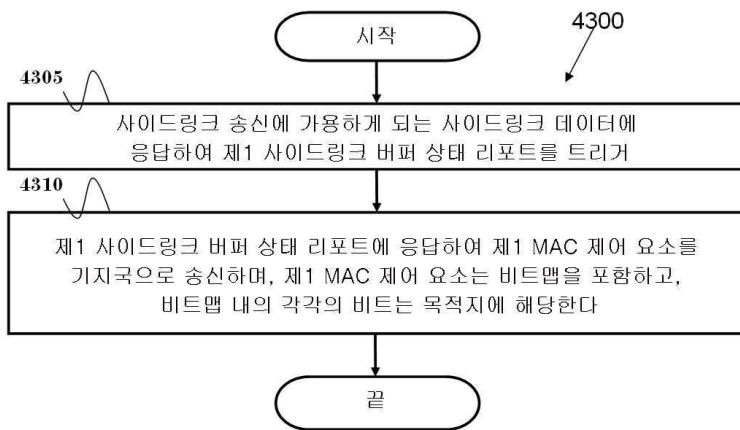 시작
4300
4305
사이드링크 송신에 가용하게 되는 사이드링크 데이터에
응답하여 제1 사이드링크 버퍼 상태 리포트를 트리거
4310
제1 사이드링크 버퍼 상태 리포트에 응답하여 제1 MAC 제어 요소를
기지국으로 송신하며, 제1 MAC 제어 요소는 비트맵을 포함하고,
비트맵 내의 각각의 비트는 목적지에 해당한다
끝